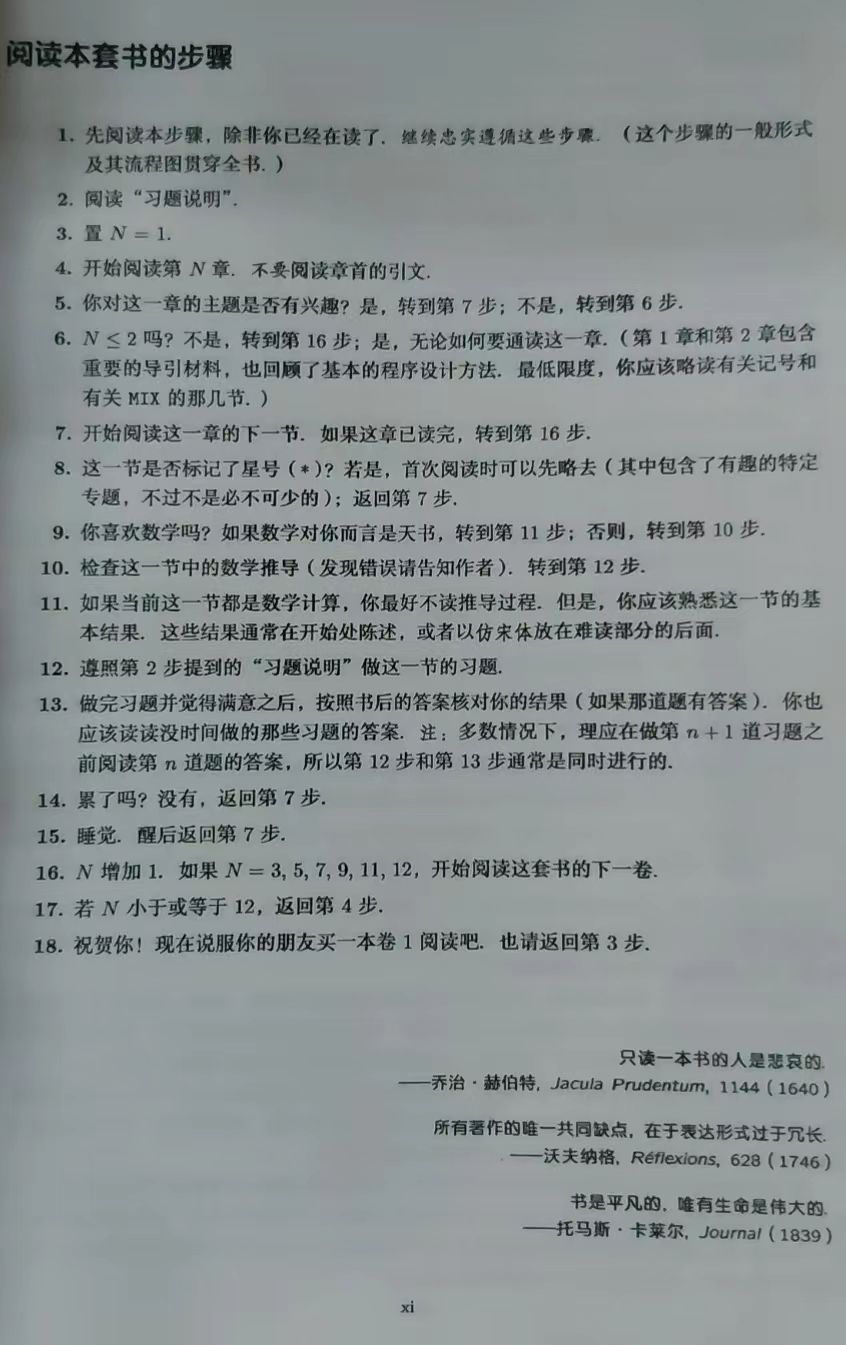 阅读本套书的步骤
1. 先阅读本步骤，除非你已经在读了. 继续忠实遵循这些步骤. （这个步骤的一般形式
及其流程图贯穿全书. ）
2. 阅读“习题说明”.
3. 置 N = 1.
4. 开始阅读第 N 章. 不要阅读章首的引文.
5. 你对这一章的主题是否有兴趣？是，转到第 7 步；不是，转到第 6 步.
6. N ≤ 2 吗？不是，转到第 16 步；是，无论如何要通读这一章.（第 1 章和第 2 章包含
重要的导引材料，也回顾了基本的程序设计方法. 最低限度，你应该略读有关记号和
有关 MIX 的那几节. ）
7. 开始阅读这一章的下一节. 如果这章已读完，转到第 16 步.
8. 这一节是否标记了星号（*）？若是，首次阅读时可以先略去（其中包含了有趣的特定
专题，不过不是必不可少的）；返回第 7 步.
9. 你喜欢数学吗？如果数学对你而言是天书，转到第 11 步；否则，转到第 10 步.
10. 检查这一节中的数学推导（发现错误请告知作者）. 转到第 12 步.
11. 如果当前这一节都是数学计算，你最好不读推导过程. 但是，你应该熟悉这一节的基
本结果. 这些结果通常在开始处陈述，或者以仿宋体放在难读部分的后面.
12. 遵照第 2 步提到的“习题说明”做这一节的习题.
13. 做完习题并觉得满意之后，按照书后的答案核对你的结果（如果那道题有答案）. 你也
应该读读没时间做的那些习题的答案. 注：多数情况下，理应在做第 n + 1 道习题之
前阅读第 n 道题的答案，所以第 12 步和第 13 步通常是同时进行的.
14. 累了吗？没有，返回第 7 步.
15. 睡觉. 醒后返回第 7 步.
16. N 增加 1. 如果 N = 3, 5, 7, 9, 11, 12，开始阅读这套书的下一卷.
17. 若 N 小于或等于 12，返回第 4 步.
18. 祝贺你！现在说服你的朋友买一本卷 1 阅读吧. 也请返回第 3 步.
只读一本书的人是悲哀的.
——乔治·赫伯特, Jacula Prudentum, 1144（1640）
所有著作的唯一共同缺点，在于表达形式过于冗长.
——沃夫纳格, Réflexions, 628（1746）
书是平凡的，唯有生命是伟大的.
——托马斯·卡莱尔, Journal（1839）
xi